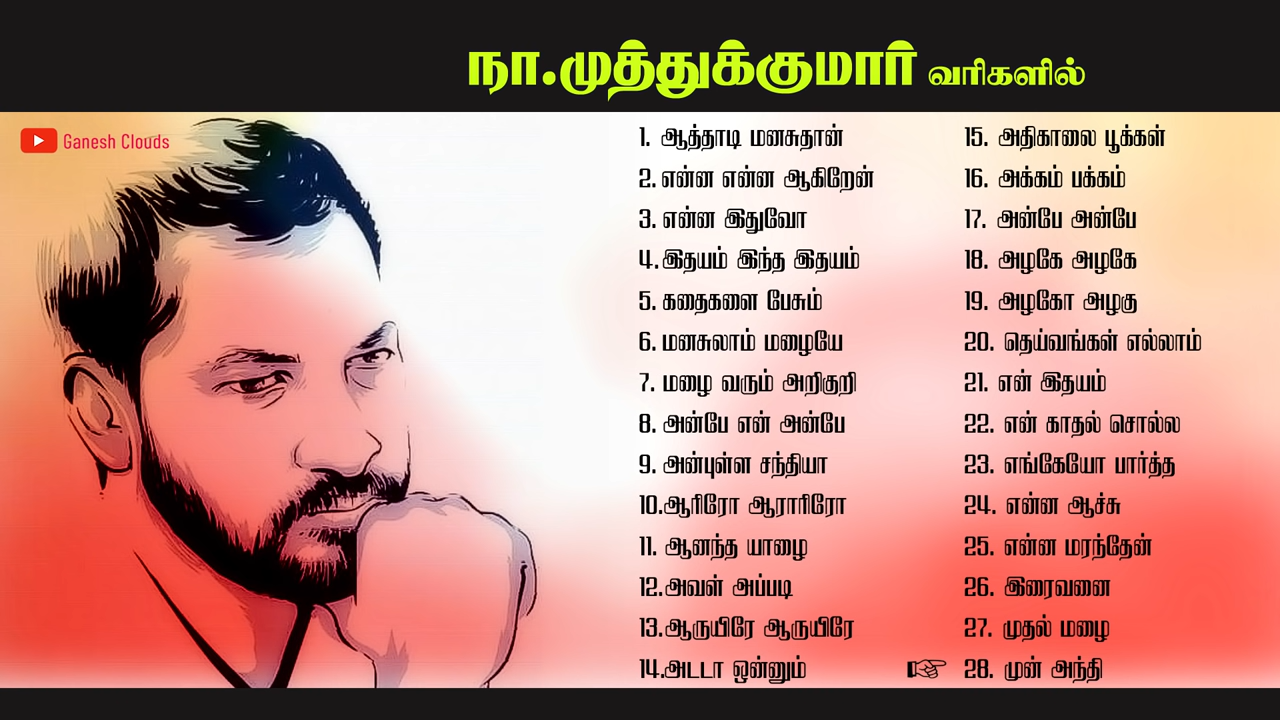 நா.முத்துக்குமார் வரிகளில்
Ganesh Clouds
1. ஆத்தாடி மனசுதான்
2. என்ன என்ன ஆகிறேன்
3. என்ன இதுவோ
4. இதயம் இந்த இதயம்
5. கதைகளை பேசும்
6. மனசுலாம் மழையே
7. மழை வரும் அறிகுறி
8. அன்பே என் அன்பே
9. அன்புள்ள சந்தியா
10. ஆரிரோ ஆராரிரோ
11. ஆனந்த யாழை
12. அவள் அப்படி
13. ஆருயிரே ஆருயிரே
14. அடடா ஒன்னும்
15. அதிகாலை பூக்கள்
16. அக்கம் பக்கம்
17. அன்பே அன்பே
18. அழகே அழகே
19. அழகோ அழகு
20. தெய்வங்கள் எல்லாம்
21. என் இதயம்
22. என் காதல் சொல்ல
23. எங்கேயோ பார்த்த
24. என்ன ஆச்சு
25. என்ன மரந்தேன்
26. இரைவனை
27. முதல் மழை
28. முன் அந்தி